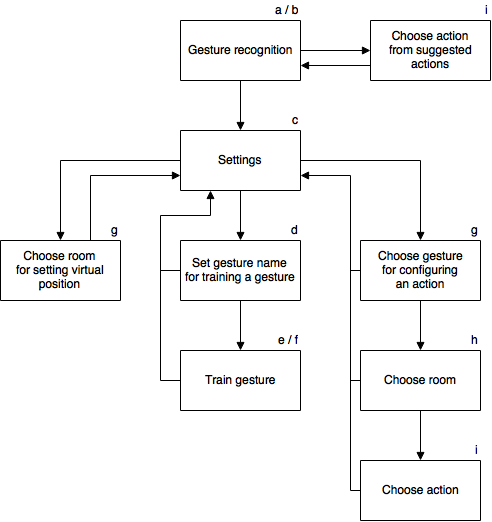 a / b
i
Gesture recognition
Choose action
from suggested
actions
c
Settings
g
d
g
Choose room
for setting virtual
position
Set gesture name
for training a gesture
Choose gesture
for configuring
an action
e / f
h
Train gesture
Choose room
i
Choose action